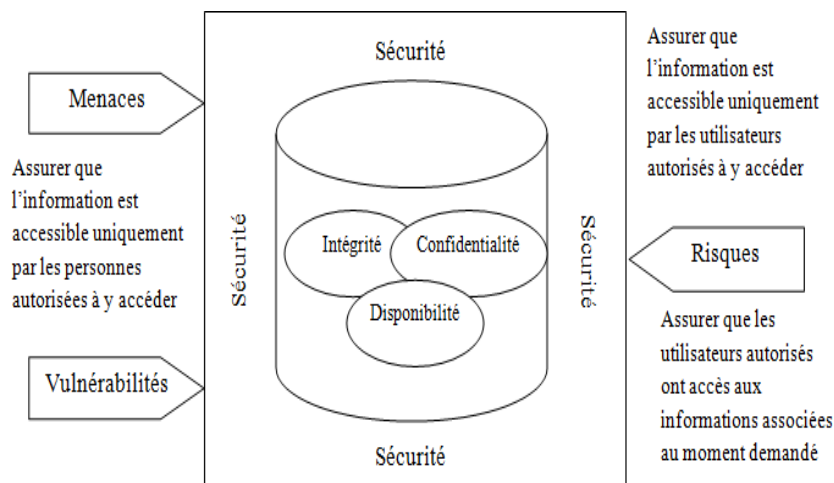 Sécurité
Menaces
Assurer que
l'information est
accessible uniquement
par les personnes
autorisées à y accéder
Vulnérabilités
Sécurité
Intégrité
Confidentialité
Disponibilité
Sécurité
Sécurité
Assurer que
l'information est
accessible uniquement
par les utilisateurs
autorisés à y accéder
Risques
Assurer que les
utilisateurs autorisés
ont accès aux
informations associées
au moment demandé